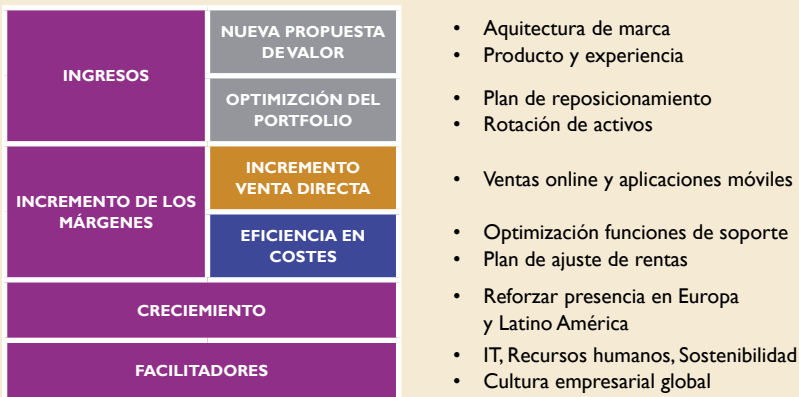 INGRESOS
NUEVA PROPUESTA
DE VALOR
• Aquitectura de marca
• Producto y experiencia
OPTIMIZCIÓN DEL
PORTFOLIO
• Plan de reposicionamiento
• Rotación de activos
INCREMENTO DE LOS
MÁRGENES
INCREMENTO
VENTA DIRECTA
• Ventas online y aplicaciones móviles
EFICIENCIA EN
COSTES
• Optimización funciones de soporte
• Plan de ajuste de rentas
CRECIEMIENTO
• Reforzar presencia en Europa
y Latino América
FACILITADORES
• IT, Recursos humanos, Sostenibilidad
• Cultura empresarial global